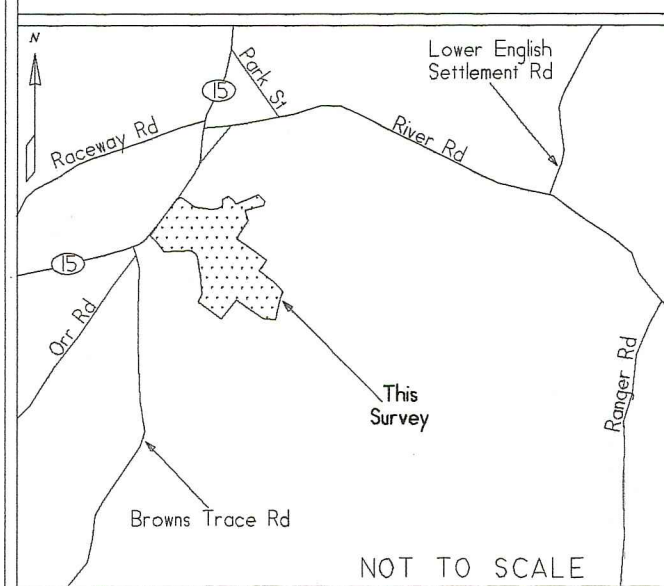 N
Lower English
Settlement Rd
Park St
15
Raceway Rd
River Rd
15
Orr Rd
This
Survey
Ranger Rd
Browns Trace Rd
NOT TO SCALE